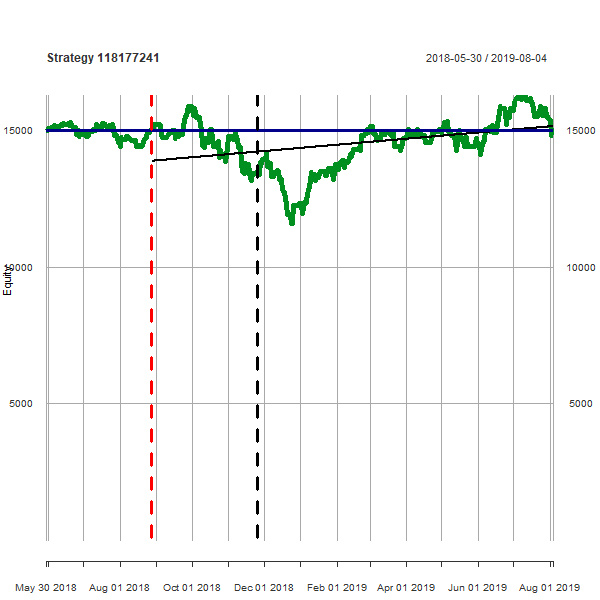 Strategy 118177241
2018-05-30 / 2019-08-04
15000 15000
10000 10000
Equity
5000 5000
May 30 2018 Aug 01 2018 Oct 01 2018 Dec 01 2018 Feb 01 2019 Apr 01 2019 Jun 01 2019 Aug 01 2019